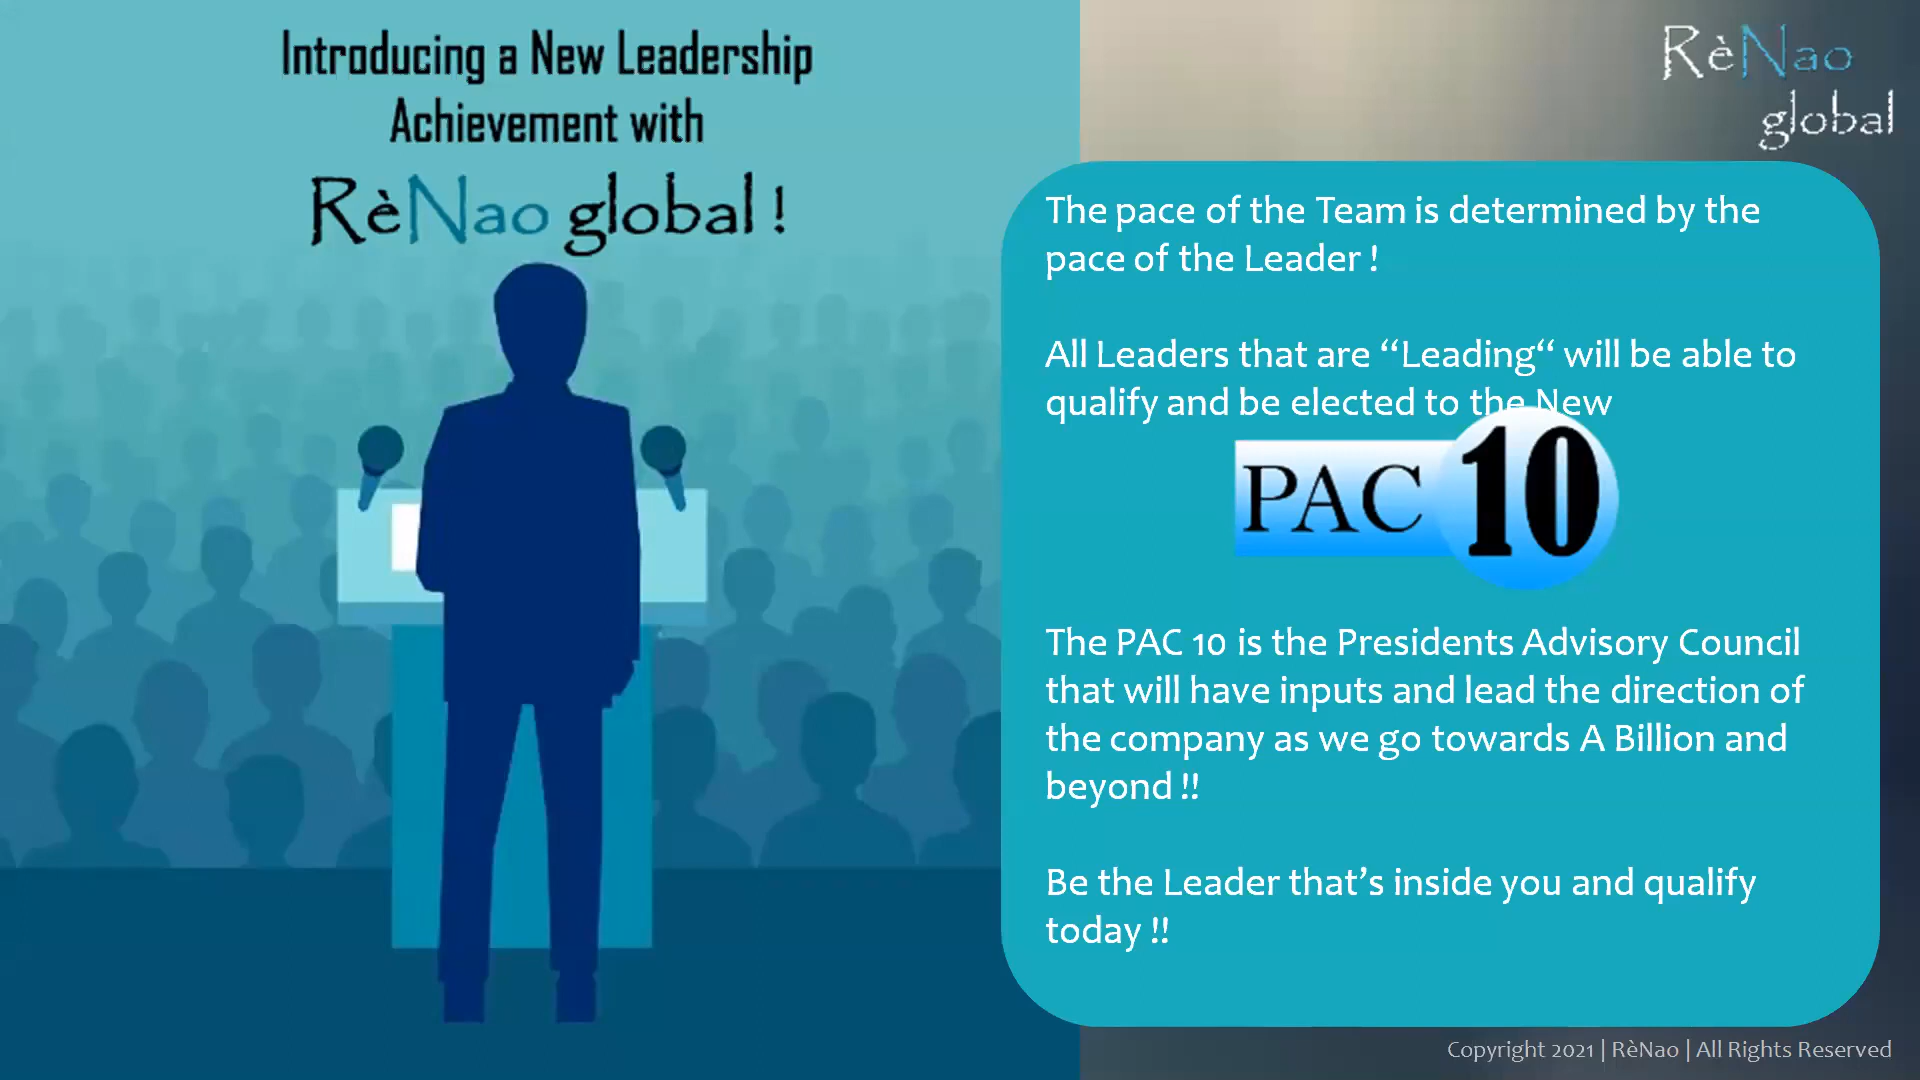 Introducing a New Leadership
Achievement with
RèNao global !
RèNao
global
The pace of the Team is determined by the
pace of the Leader !
All Leaders that are “Leading“ will be able to
qualify and be elected to the New
PAC 10
The PAC 10 is the Presidents Advisory Council
that will have inputs and lead the direction of
the company as we go towards A Billion and
beyond !!
Be the Leader that’s inside you and qualify
today !!
Copyright 2021 | RèNao | All Rights Reserved